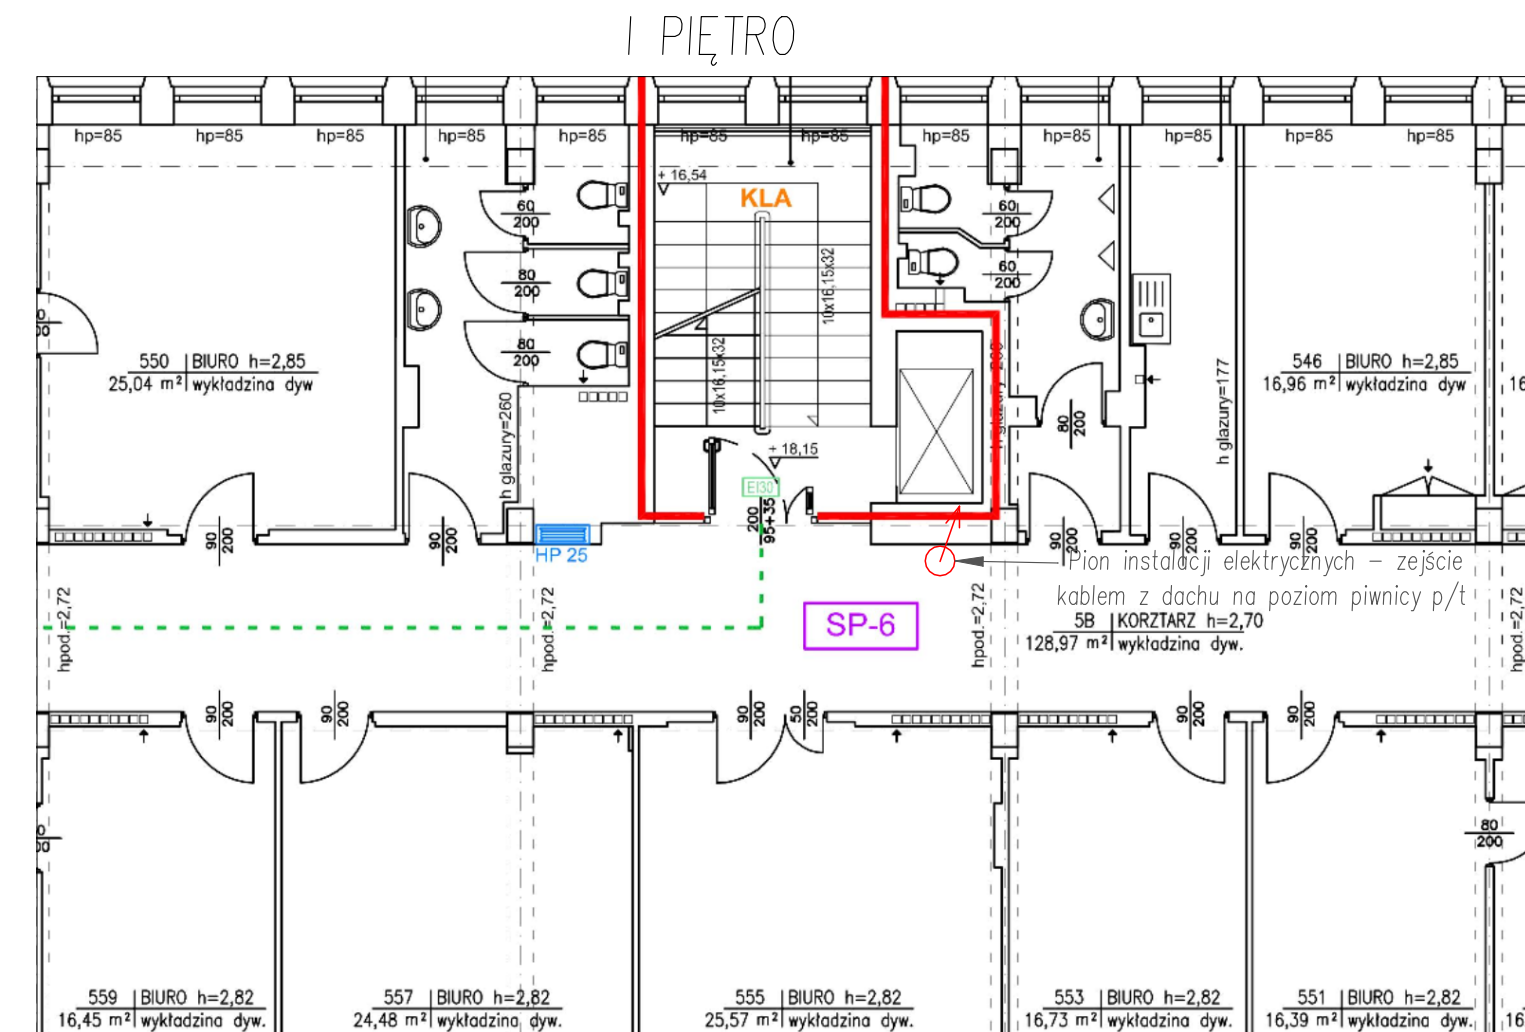 I PIĘTRO
hp=85 hp=85 hp=85 hp=85 hp=85 hp=85 hp=85 hp=85 hp=85 hp=85 hp=85 hp=85
+ 16,54
KLA
60
200
60
200
80
200
60
200
10x16,15x32
10x16,15x32
80
200
550 BIURO h=2,85
25,04 m² wykładzina dyw
546 BIURO h=2,85
16,96 m² wykładzina dyw
16
h glazury=260
h glazury=177
80
200
+ 18,15
EI30
200
95+35
90
200
90
200
HP 25
90
200
90
200
90
200
Pion instalacji elektrycznych – zejście
kablem z dachu na poziom piwnicy p/t
hpod.=2,72
hpod.=2,72
hpod.=2,72
hpod.=2,72
SP-6
5B KORZTARZ h=2,70
128,97 m² wykładzina dyw.
90
200
90
200
90
200
50
200
90
200
90
200
80
200
559 BIURO h=2,82
16,45 m² wykładzina dyw.
557 BIURO h=2,82
24,48 m² wykładzina dyw.
555 BIURO h=2,82
25,57 m² wykładzina dyw.
553 BIURO h=2,82
16,73 m² wykładzina dyw.
551 BIURO h=2,82
16,39 m² wykładzina dyw.
16